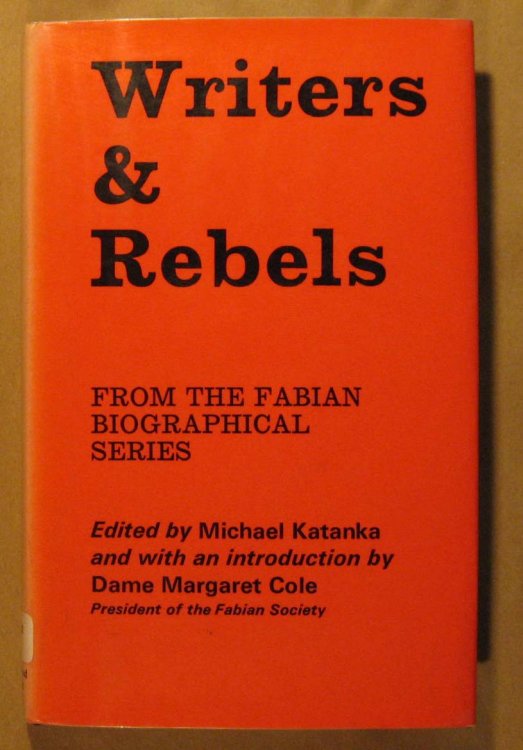 Writers
&
Rebels
FROM THE FABIAN
BIOGRAPHICAL
SERIES
Edited by Michael Katanka
and with an introduction by
Dame Margaret Cole
President of the Fabian Society